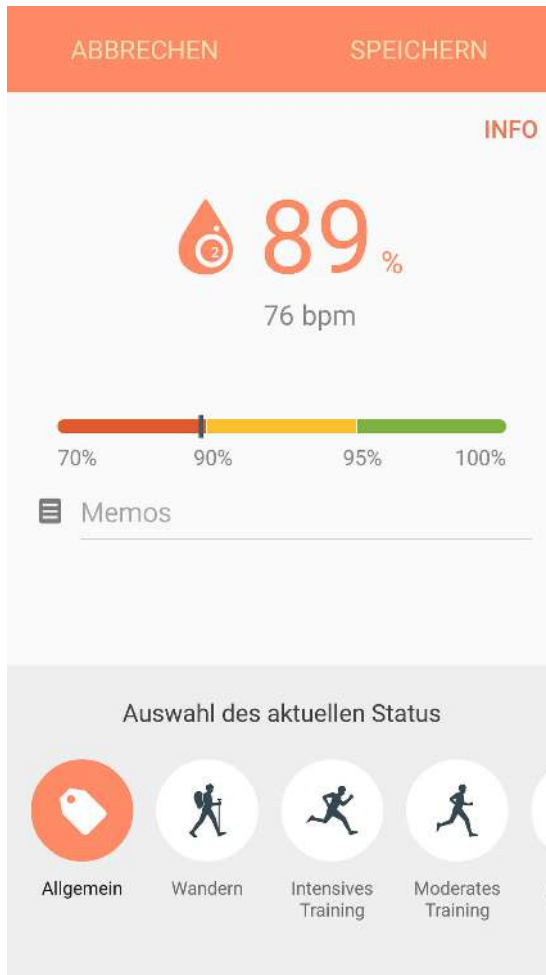 ABBRECHEN SPEICHERN
INFO
2 89 %
76 bpm
70% 90% 95% 100%
Memos
Auswahl des aktuellen Status
Allgemein Wandern Intensives Moderates
Training Training